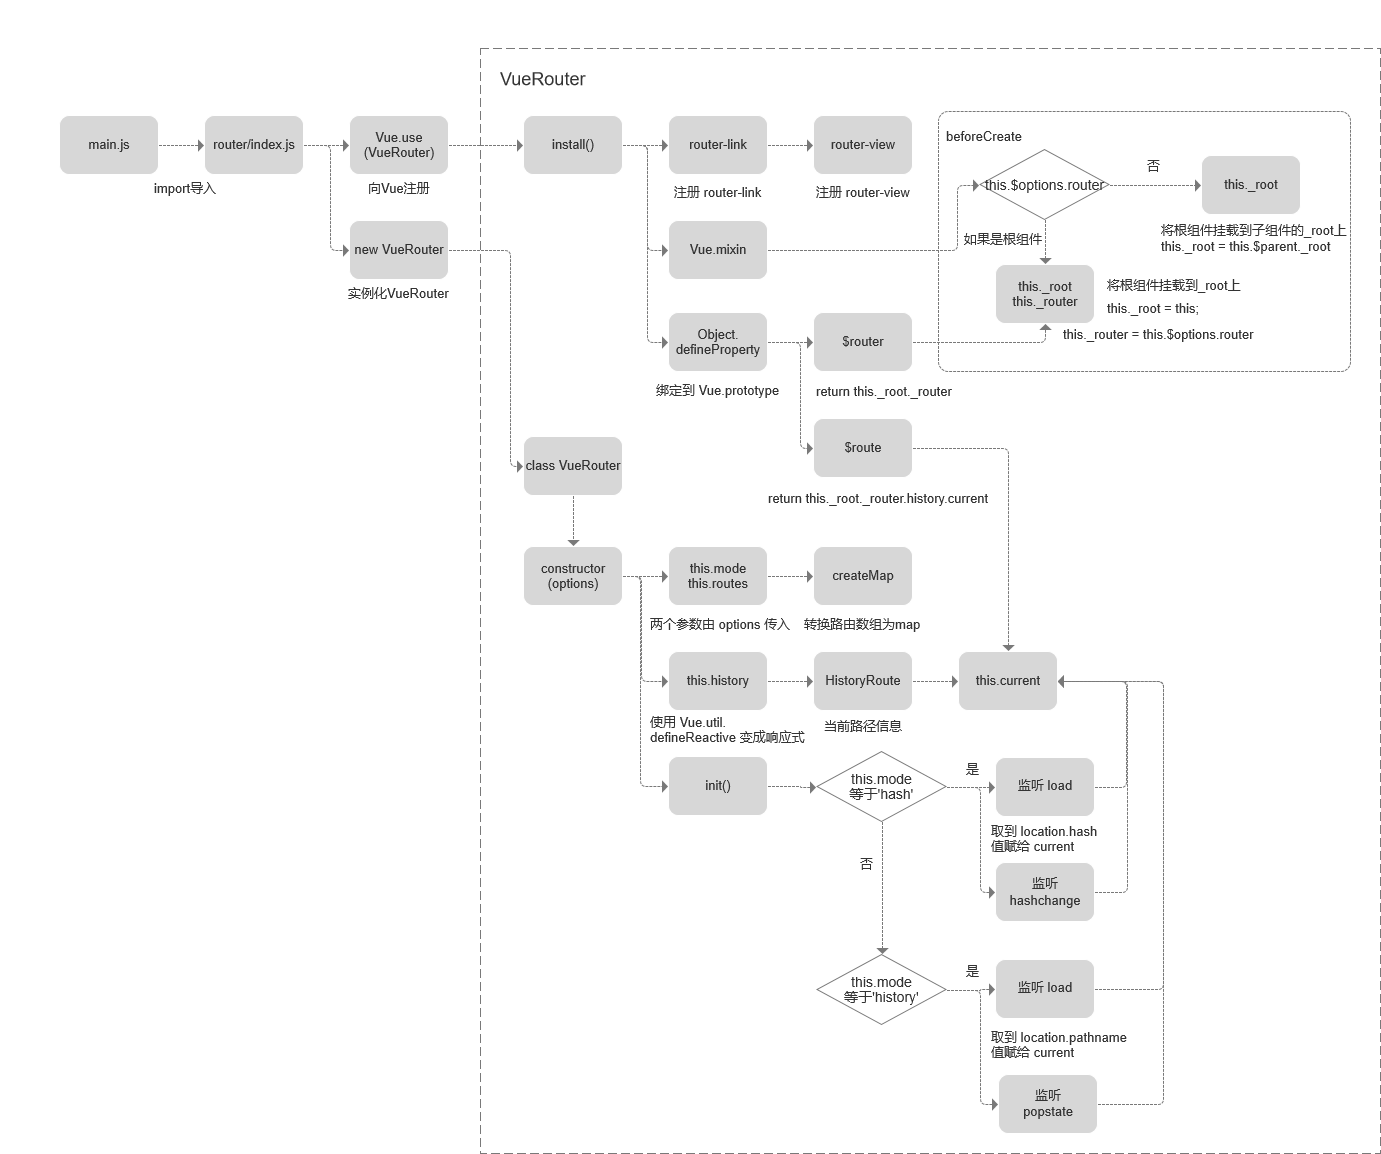 VueRouter
main.js
router/index.js
import导入
Vue.use
(VueRouter)
向Vue注册
new VueRouter
实例化VueRouter
install()
router-link
注册 router-link
router-view
注册 router-view
Vue.mixin
beforeCreate
this.$options.router
否
this._root
将根组件挂载到子组件的_root上
this._root = this.$parent._root
如果是根组件
this._root
this._router
将根组件挂载到_root上
this._root = this;
this._router = this.$options.router
Object.
defineProperty
绑定到 Vue.prototype
$router
return this._root._router
$route
return this._root._router.history.current
class VueRouter
constructor
(options)
this.mode
this.routes
两个参数由 options 传入
createMap
转换路由数组为map
this.history
使用 Vue.util.
defineReactive 变成响应式
HistoryRoute
当前路径信息
this.current
init()
this.mode
等于'hash'
是
监听 load
取到 location.hash
值赋给 current
监听
hashchange
否
this.mode
等于'history'
是
监听 load
取到 location.pathname
值赋给 current
监听
popstate